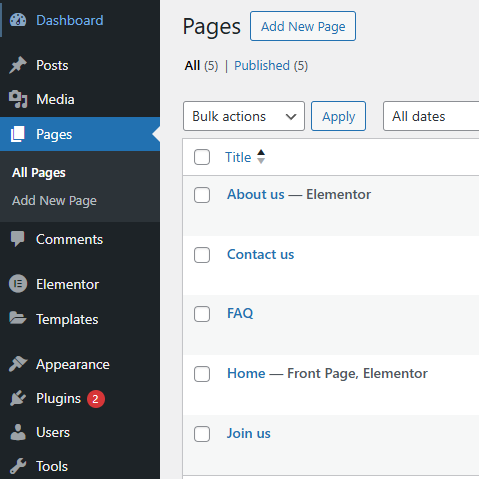 Dashboard
Posts
Media
Pages
All Pages
Add New Page
Comments
Elementor
Templates
Appearance
Plugins 2
Users
Tools
Pages Add New Page
All (5) | Published (5)
Bulk actions Apply All dates
Title
About us — Elementor
Contact us
FAQ
Home — Front Page, Elementor
Join us